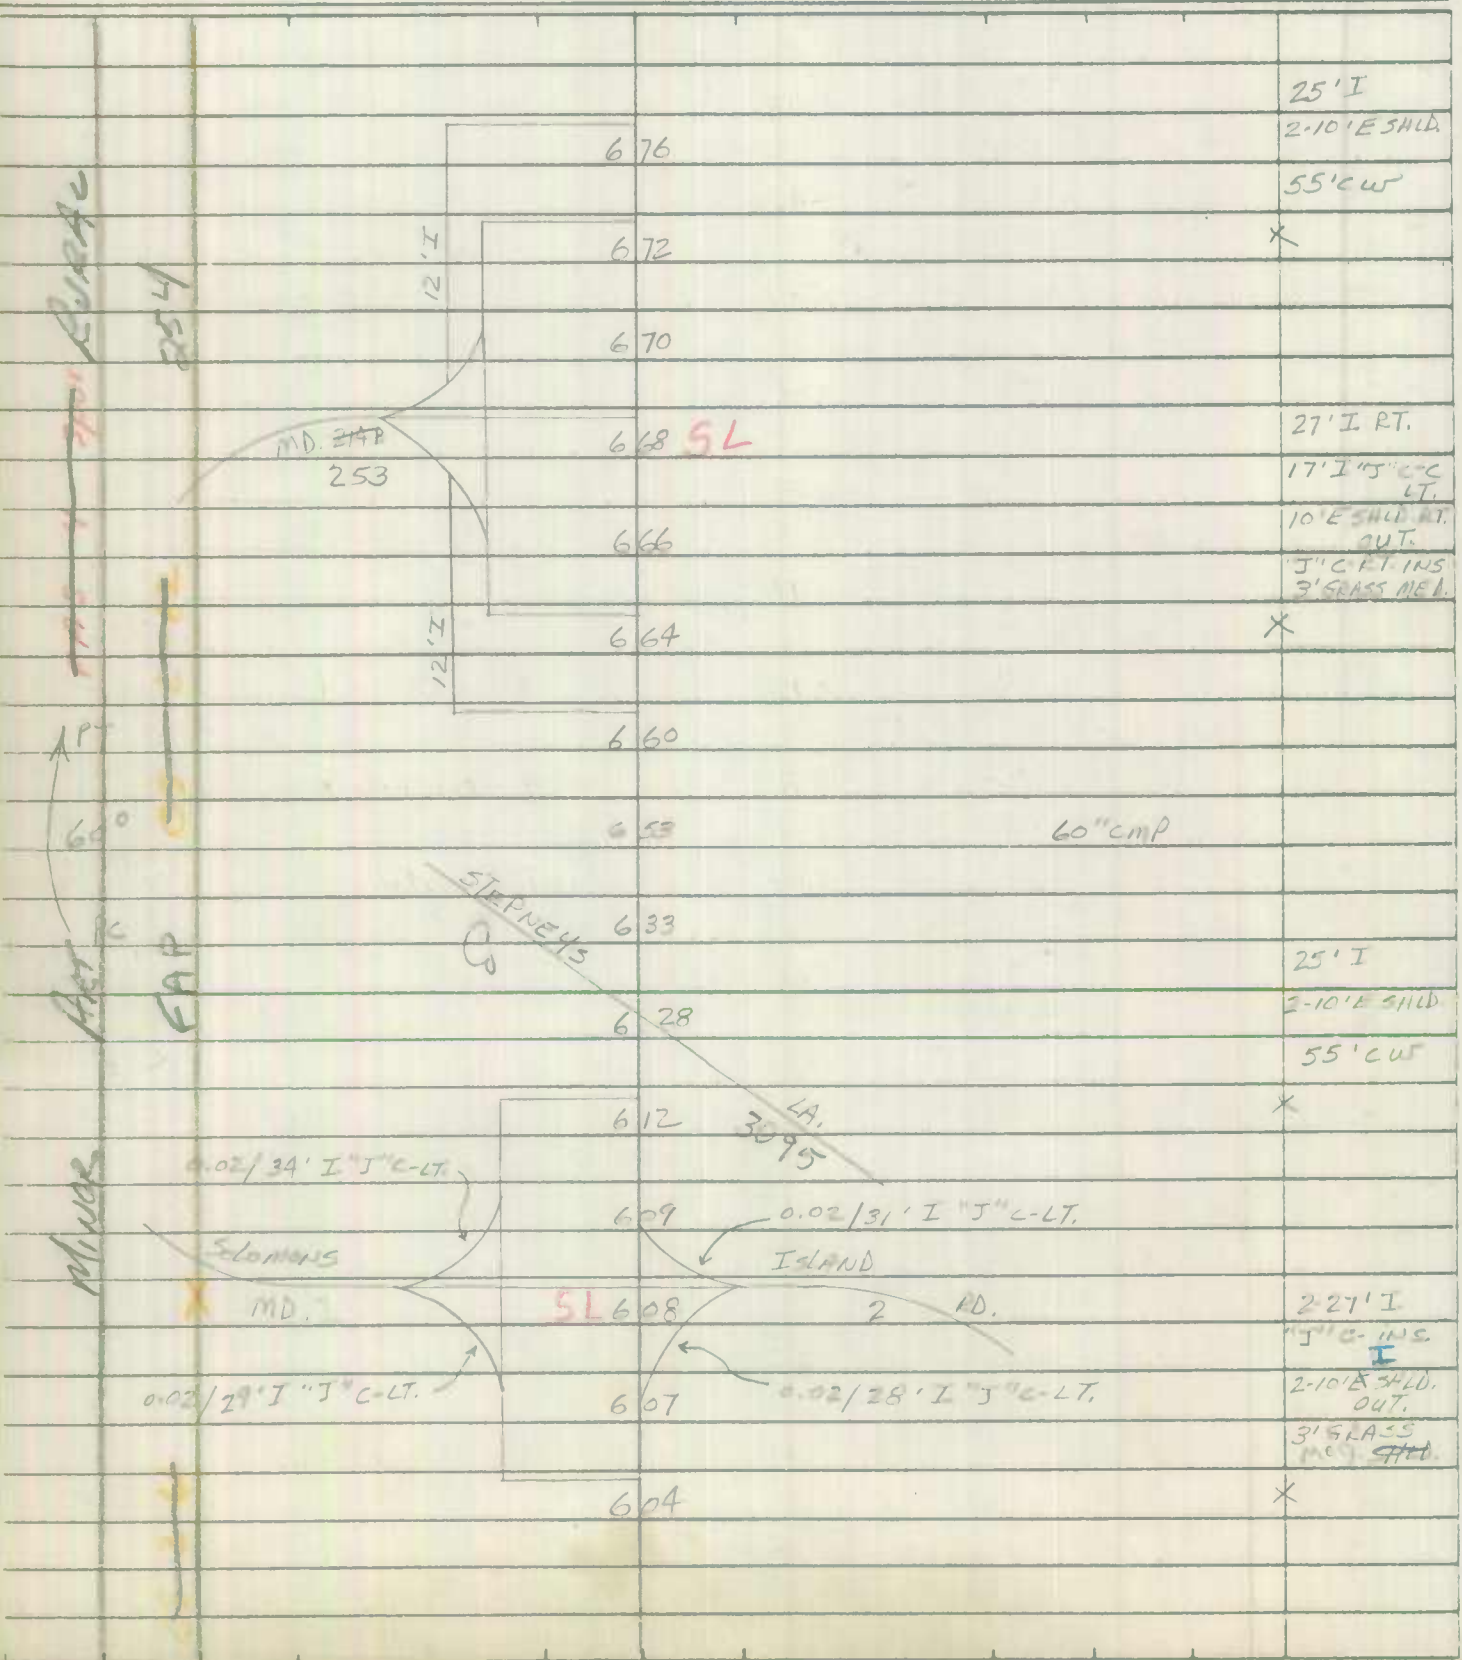 25' I
2-10' E SHLD.
6 76
55' CW
X
6 72
12' I
RURAL
254
6 70
27' I RT.
6 68 SL
MD.
253
17' I "J" C-C
LT.
10' E SHLD RT.
OUT.
6 66
"J" C RT INS
3' GRASS MED.
X
12' I
6 64
6 60
6 53
60" CMP
STEPNEYS
6 33
25' I
FAP
2-10' E SHLD
6 28
55' CW
X
6 12
LA.
3095
0.02/34' I "J" C-LT.
MINOR ART
6 09
0.02/31' I "J" C-LT.
SOLOMONS
ISLAND
MD.
SL 6 08
2
RD.
2-27' I
"J" C-INS.
I
0.02/29' I "J" C-LT.
6 07
0.02/28' I "J" C-LT.
2-10' E SHLD.
OUT.
3' GRASS
SHLD.
6 04
X